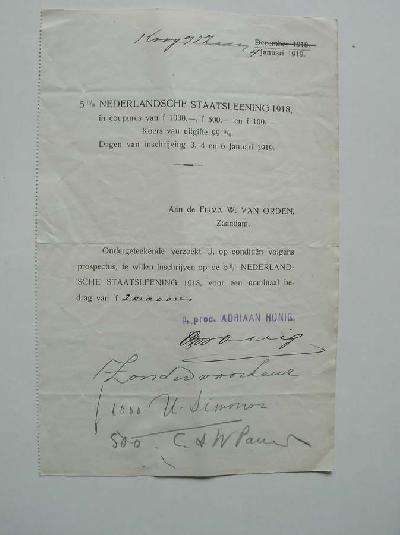 Koog
December 1918.
Januari 1919.
5 % NEDERLANDSCHE STAATSLEENING 1918,
in coupures van f 1000.—, f 500.— en f 100.
Koers van uitgifte 99 %.
Dagen van inschrijving 3, 4 en 6 Januari 1919.
Aan de FIRMA W. VAN ORDEN,
Zaandam.
Ondergeteekende verzoekt U, op conditiën volgens
prospectus, te willen inschrijven op de 5 % NEDERLAND-
SCHE STAATSLEENING 1918, voor een nominaal be-
drag van f
p. proc. ADRIAAN HONIG.
Zonder voorkeur
1000 U. Simons
500 C. & W.